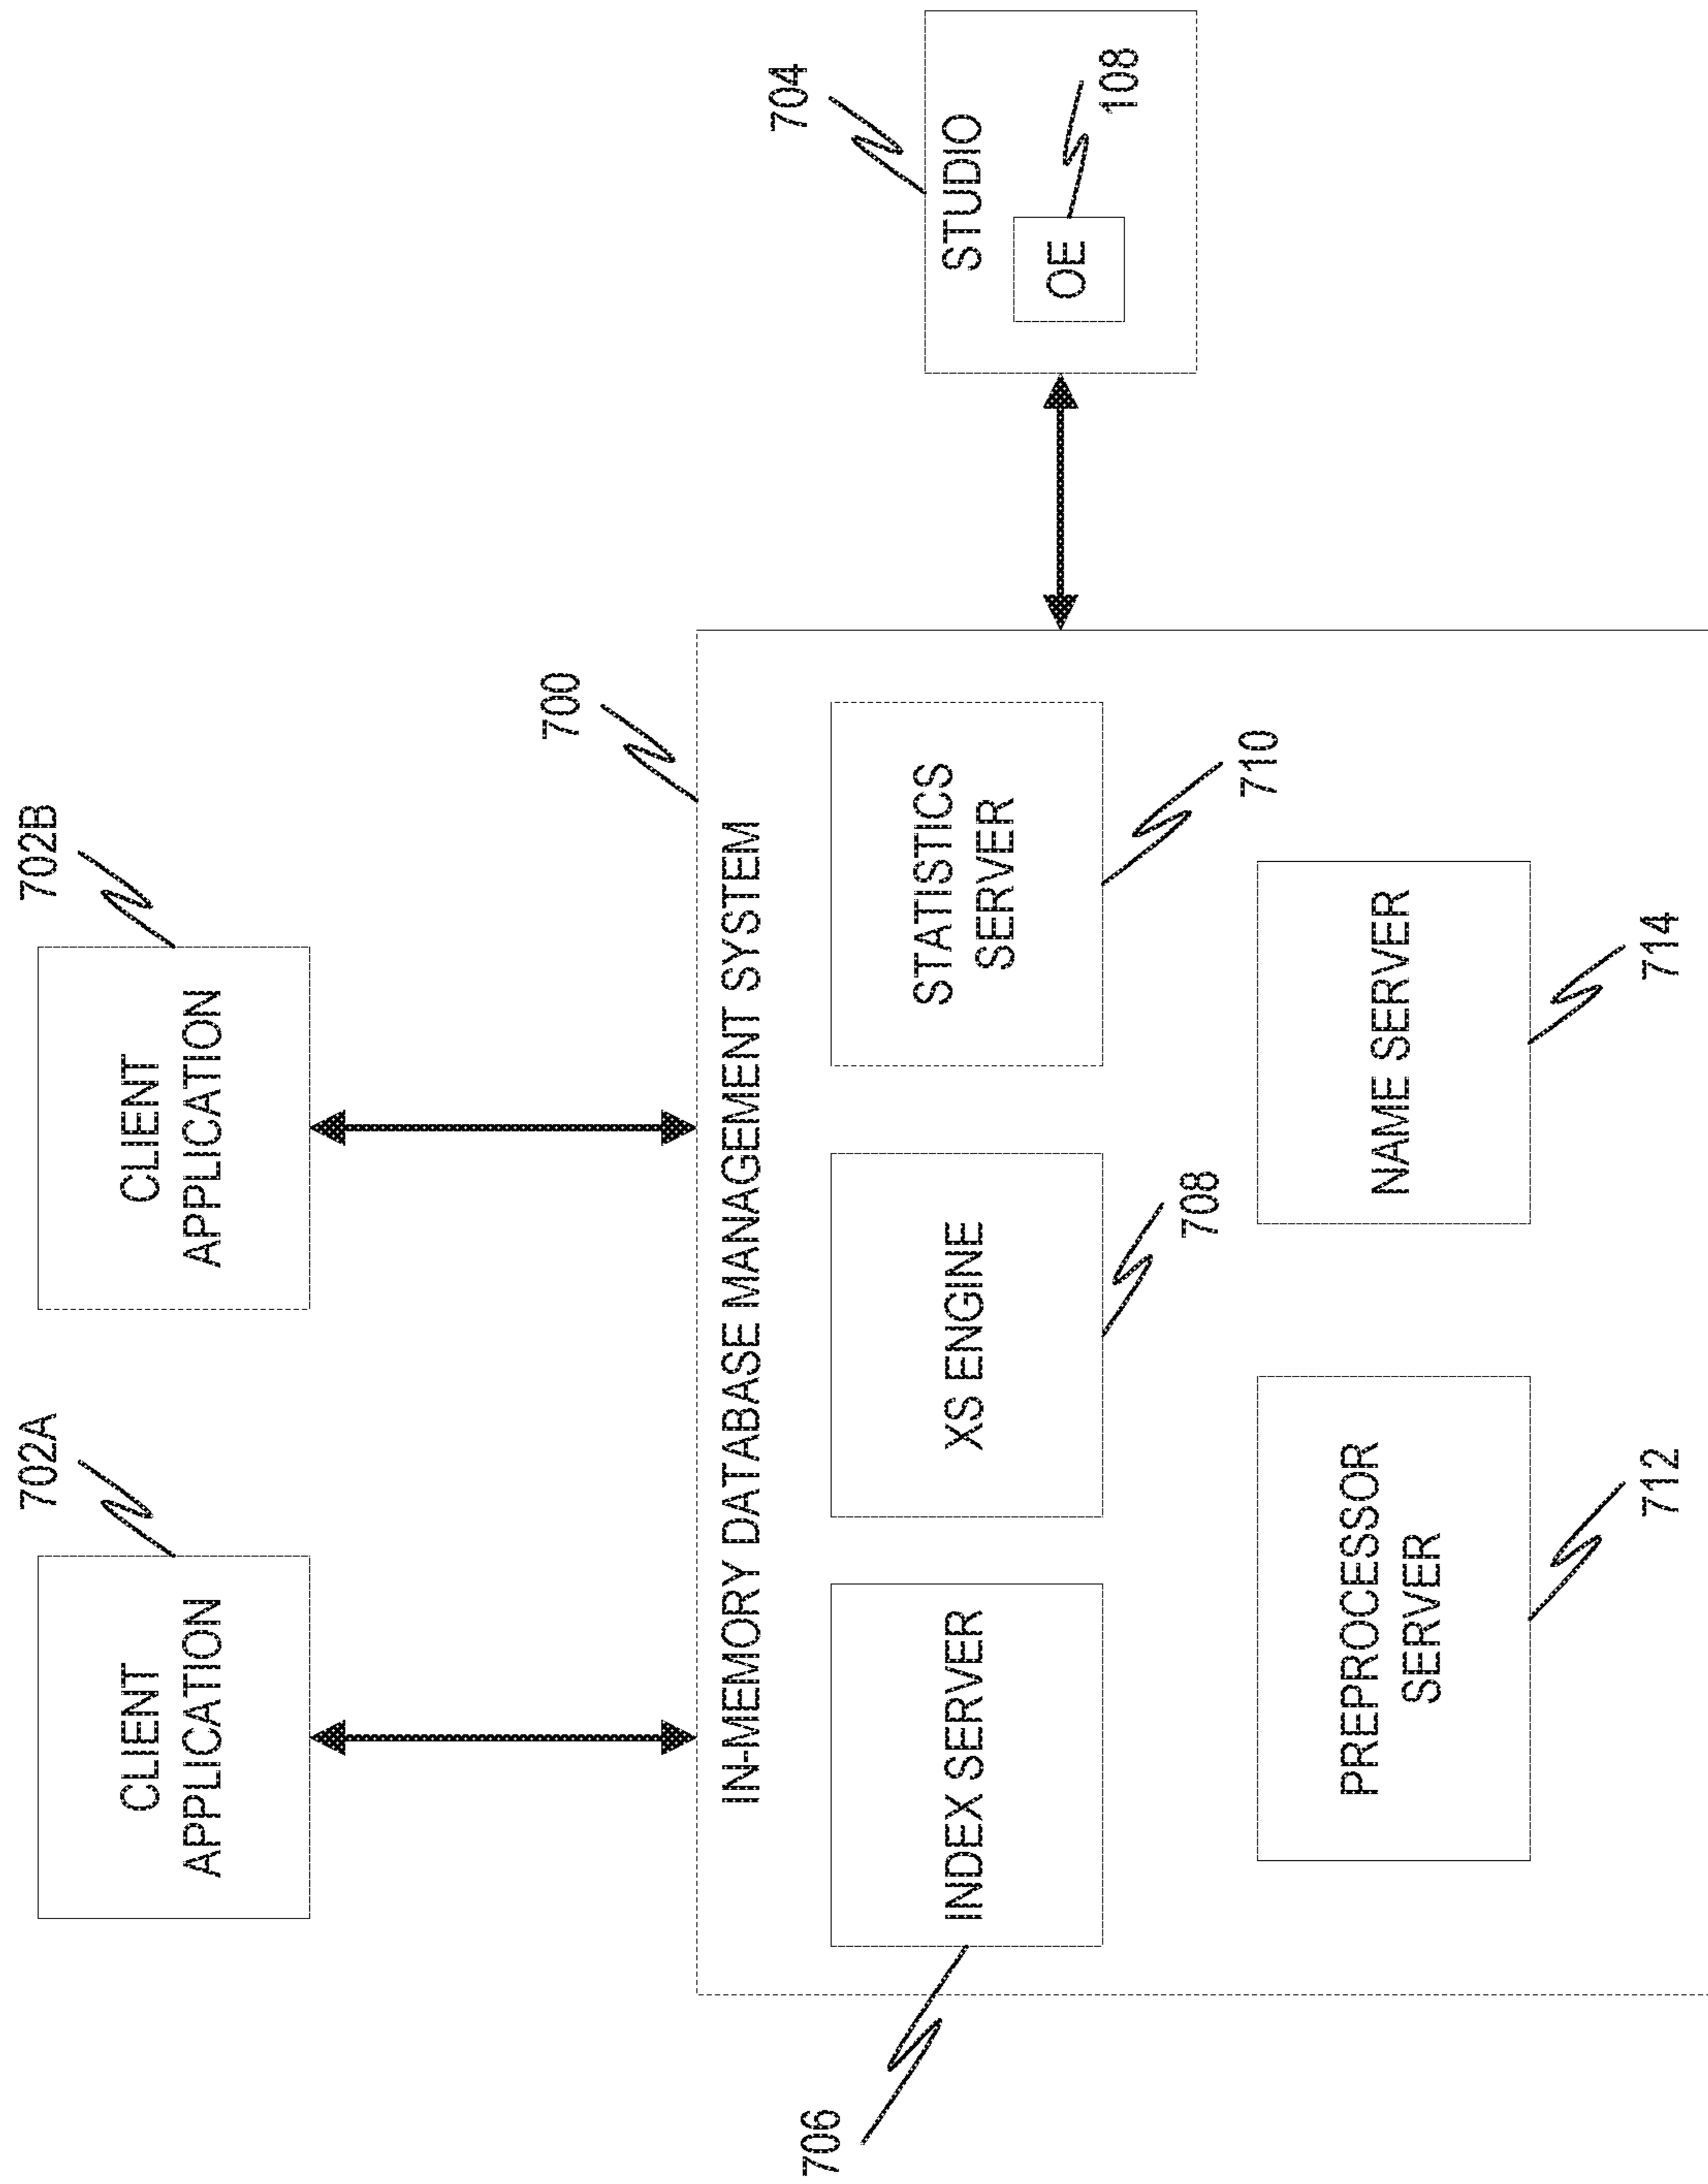 702A
702B
CLIENT
APPLICATION
CLIENT
APPLICATION
700
IN-MEMORY DATABASE MANAGEMENT SYSTEM
704
STUDIO
OE
108
706
INDEX SERVER
XS ENGINE
708
STATISTICS
SERVER
710
PREPROCESSOR
SERVER
712
NAME SERVER
714